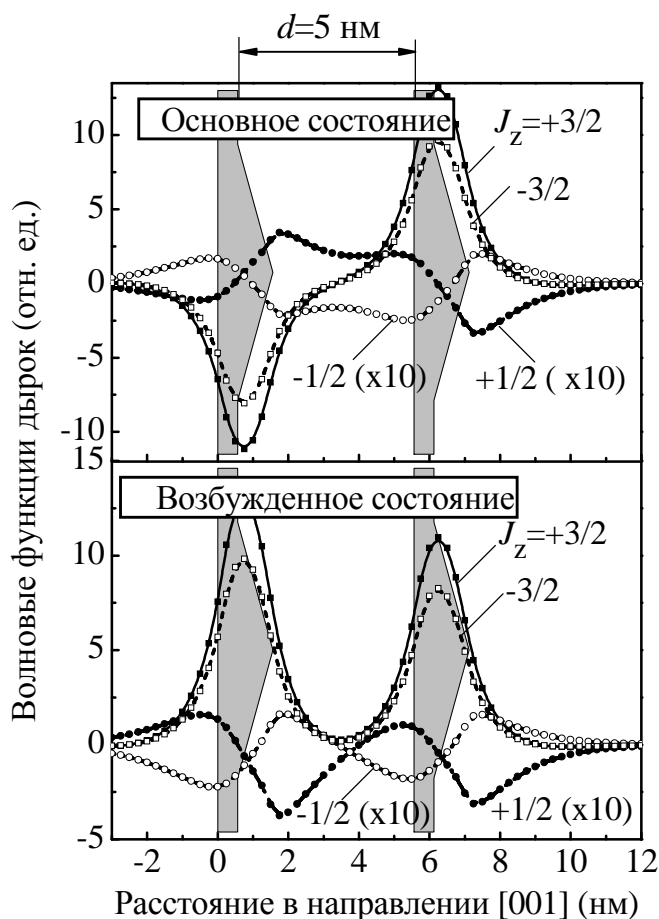 d=5 нм
Основное состояние
J_z=+3/2
-3/2
-1/2 (x10)
+1/2 ( x10)
10
5
0
-5
-10
15
Возбужденное состояние
J_z=+3/2
-3/2
-1/2 (x10)
+1/2 (x10)
10
5
0
-5
-2 0 2 4 6 8 10 12
Расстояние в направлении [001] (нм)
Волновые функции дырок (отн. ед.)